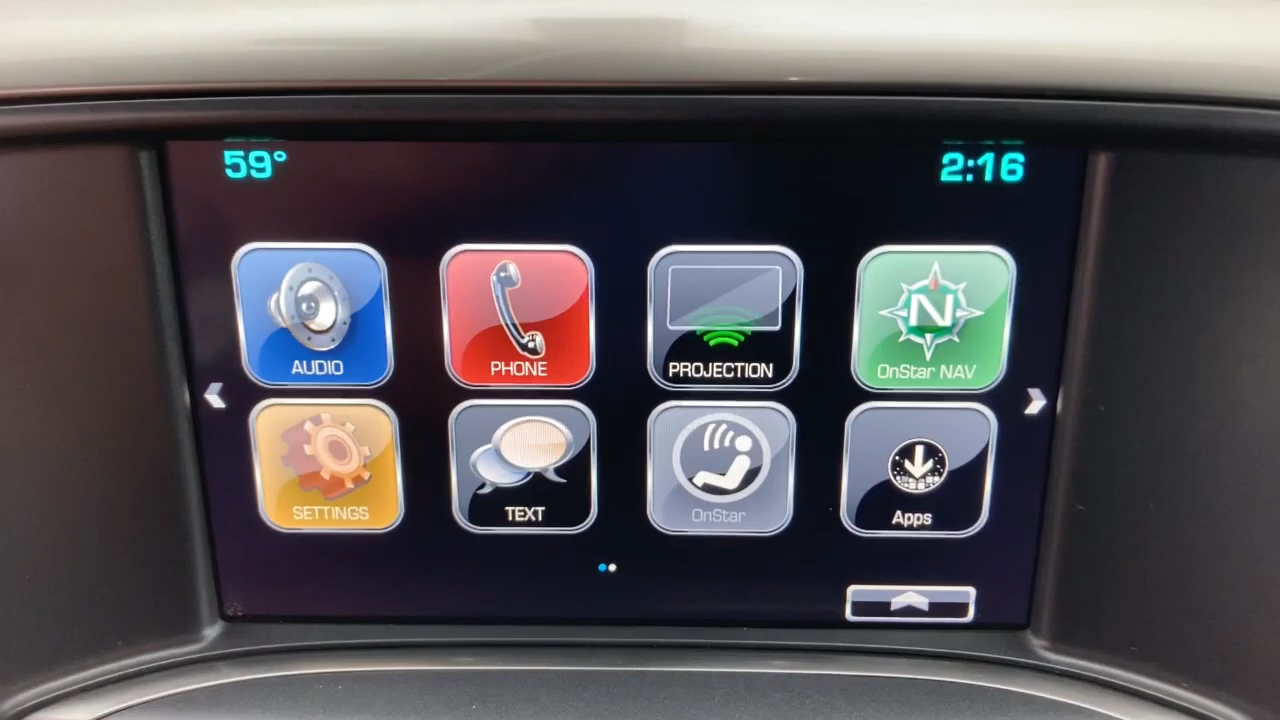 59° 2:16
AUDIO PHONE PROJECTION N OnStar NAV
SETTINGS TEXT OnStar Apps